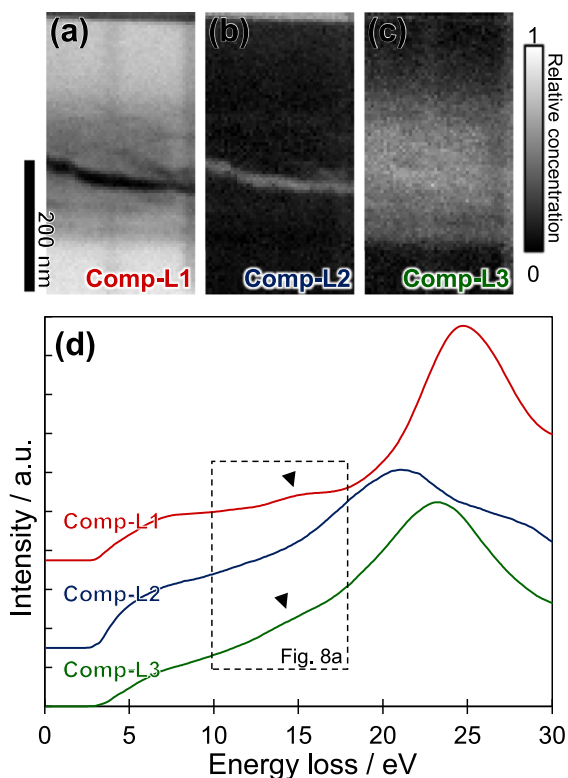 (a) (b) (c)
1
Relative concentration
0
200 nm
Comp-L1 Comp-L2 Comp-L3
(d)
Intensity / a.u.
Comp-L1
Comp-L2
Comp-L3
Fig. 8a
0 5 10 15 20 25 30
Energy loss / eV